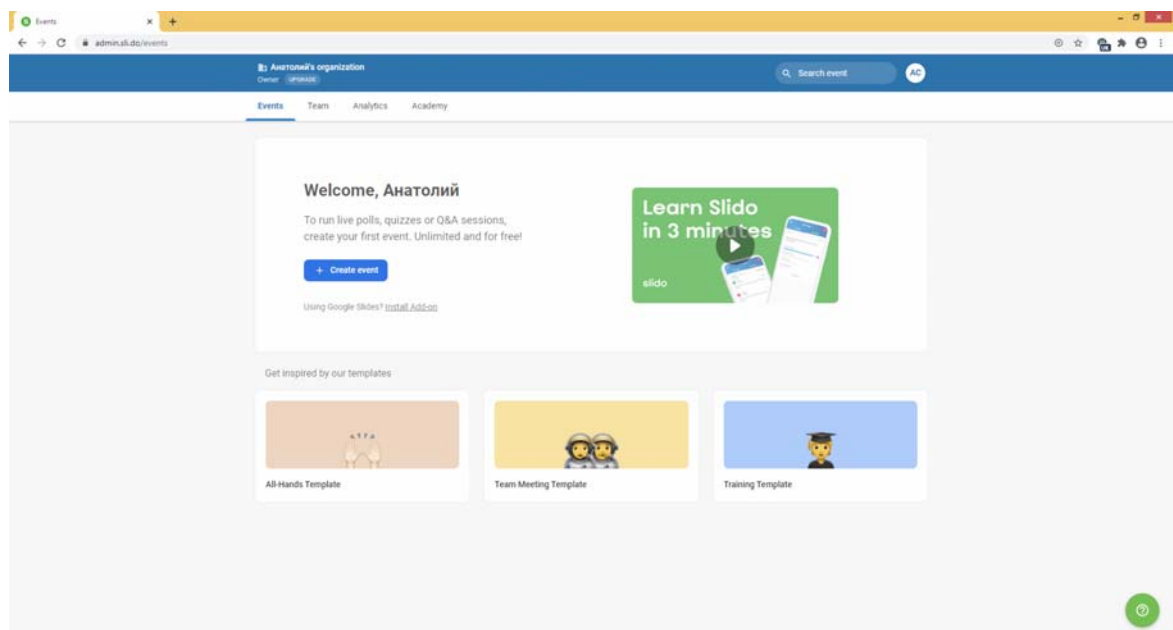 Events
admin.sli.do/events
Анатолий's organization
Owner UPGRADE
Search event
AC
Events Team Analytics Academy
Welcome, Анатолий
To run live polls, quizzes or Q&A sessions,
create your first event. Unlimited and for free!
+ Create event
Using Google Slides? Install Add-on
Learn Slido
in 3 minutes
slido
Get inspired by our templates
All-Hands Template
Team Meeting Template
Training Template